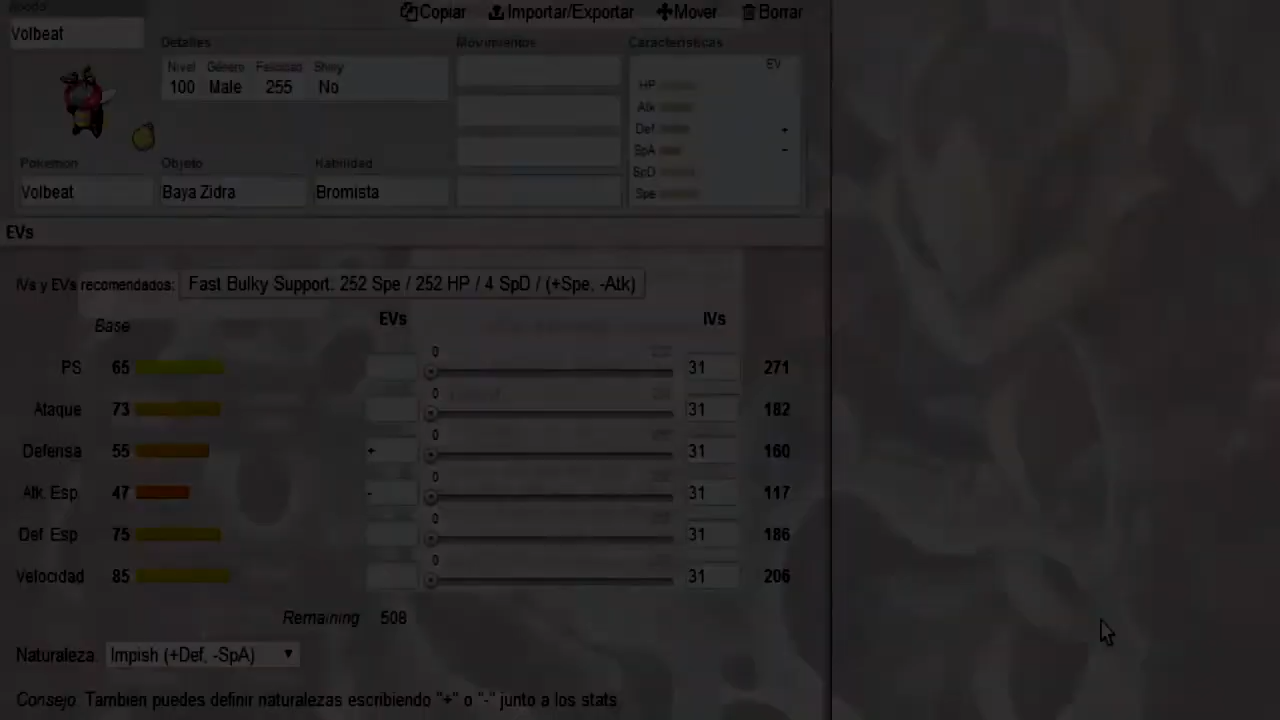 Apodo
Copiar Importar/Exportar Mover Borrar
Volbeat
Detalles Movimientos Características
Nivel Género Felicidad Shiny EV
100 Male 255 No HP
Atk
Def +
SpA -
Pokemon Objeto Habilidad SpD
Volbeat Baya Zidra Bromista Spe
EVs
IVs y EVs recomendados: Fast Bulky Support: 252 Spe / 252 HP / 4 SpD / (+Spe, -Atk)
Base EVs IVs
0
PS 65 31 271
0
Ataque 73 31 182
0
Defensa 55 + 31 160
0
Atk. Esp. 47 - 31 117
0
Def Esp 75 31 186
0
Velocidad 85 31 206
Remaining 508
Naturaleza: Impish (+Def, -SpA)
Consejo: Tambien puedes definir naturalezas escribiendo "+" o "-" junto a los stats